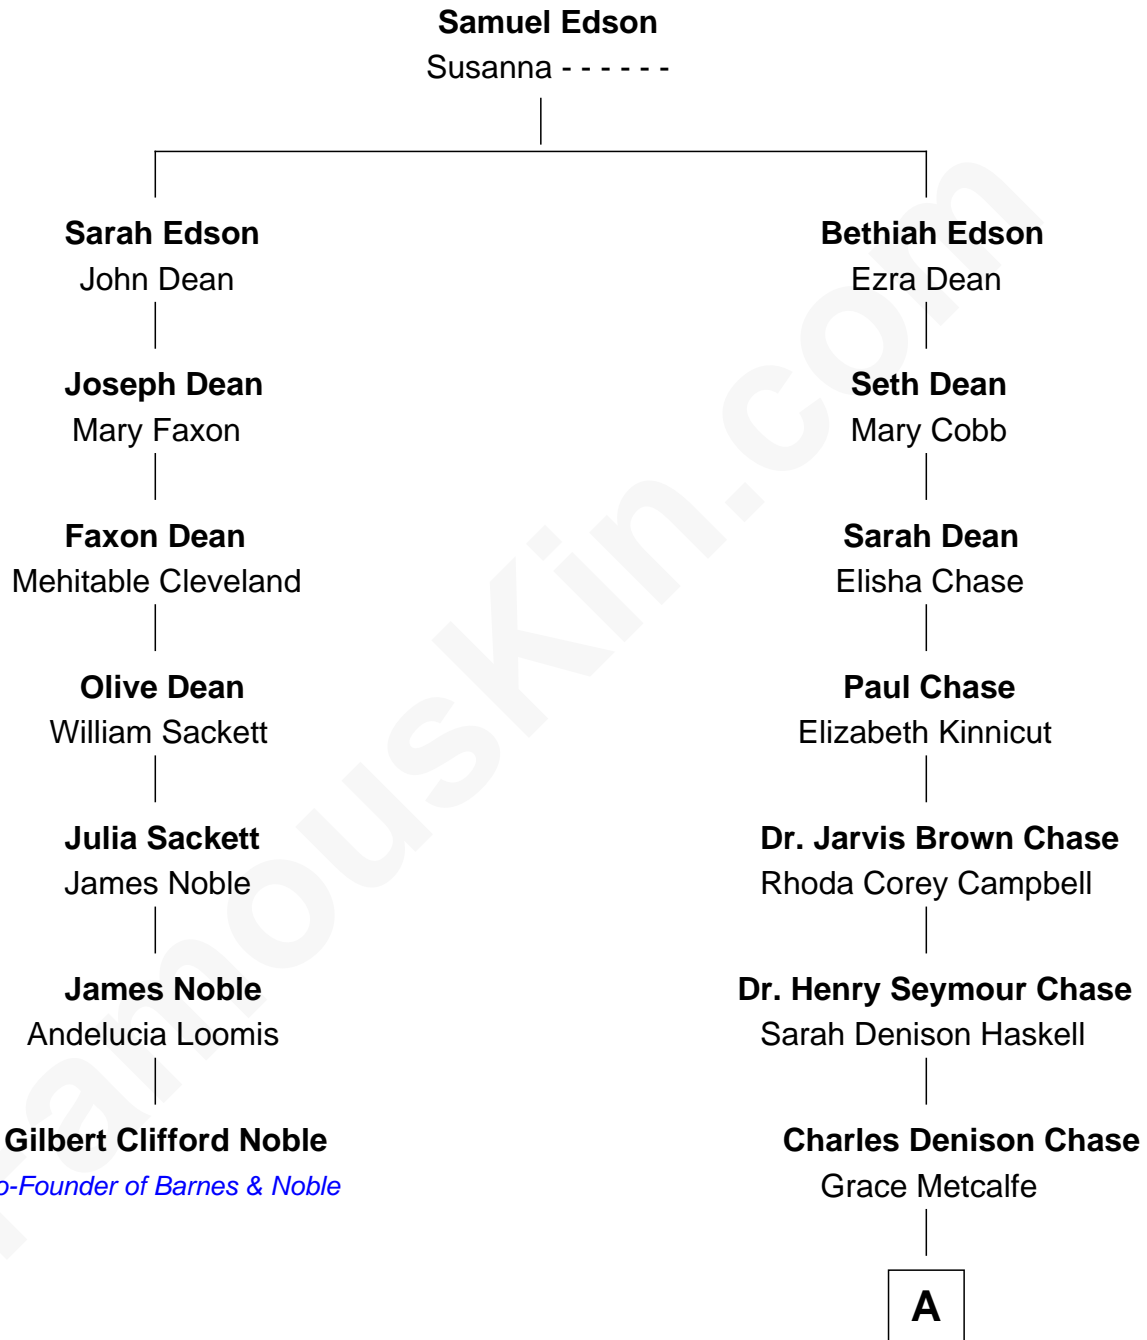 Samuel Edson
Susanna - - - - - -
Sarah Edson
John Dean
Bethiah Edson
Ezra Dean
Joseph Dean
Mary Faxon
Seth Dean
Mary Cobb
Faxon Dean
Mehitable Cleveland
Sarah Dean
Elisha Chase
Olive Dean
William Sackett
Paul Chase
Elizabeth Kinnicut
Julia Sackett
James Noble
Dr. Jarvis Brown Chase
Rhoda Corey Campbell
James Noble
Andelucia Loomis
Dr. Henry Seymour Chase
Sarah Denison Haskell
Gilbert Clifford Noble
o-Founder of Barnes & Noble
Charles Denison Chase
Grace Metcalfe
A
FamousKin.com